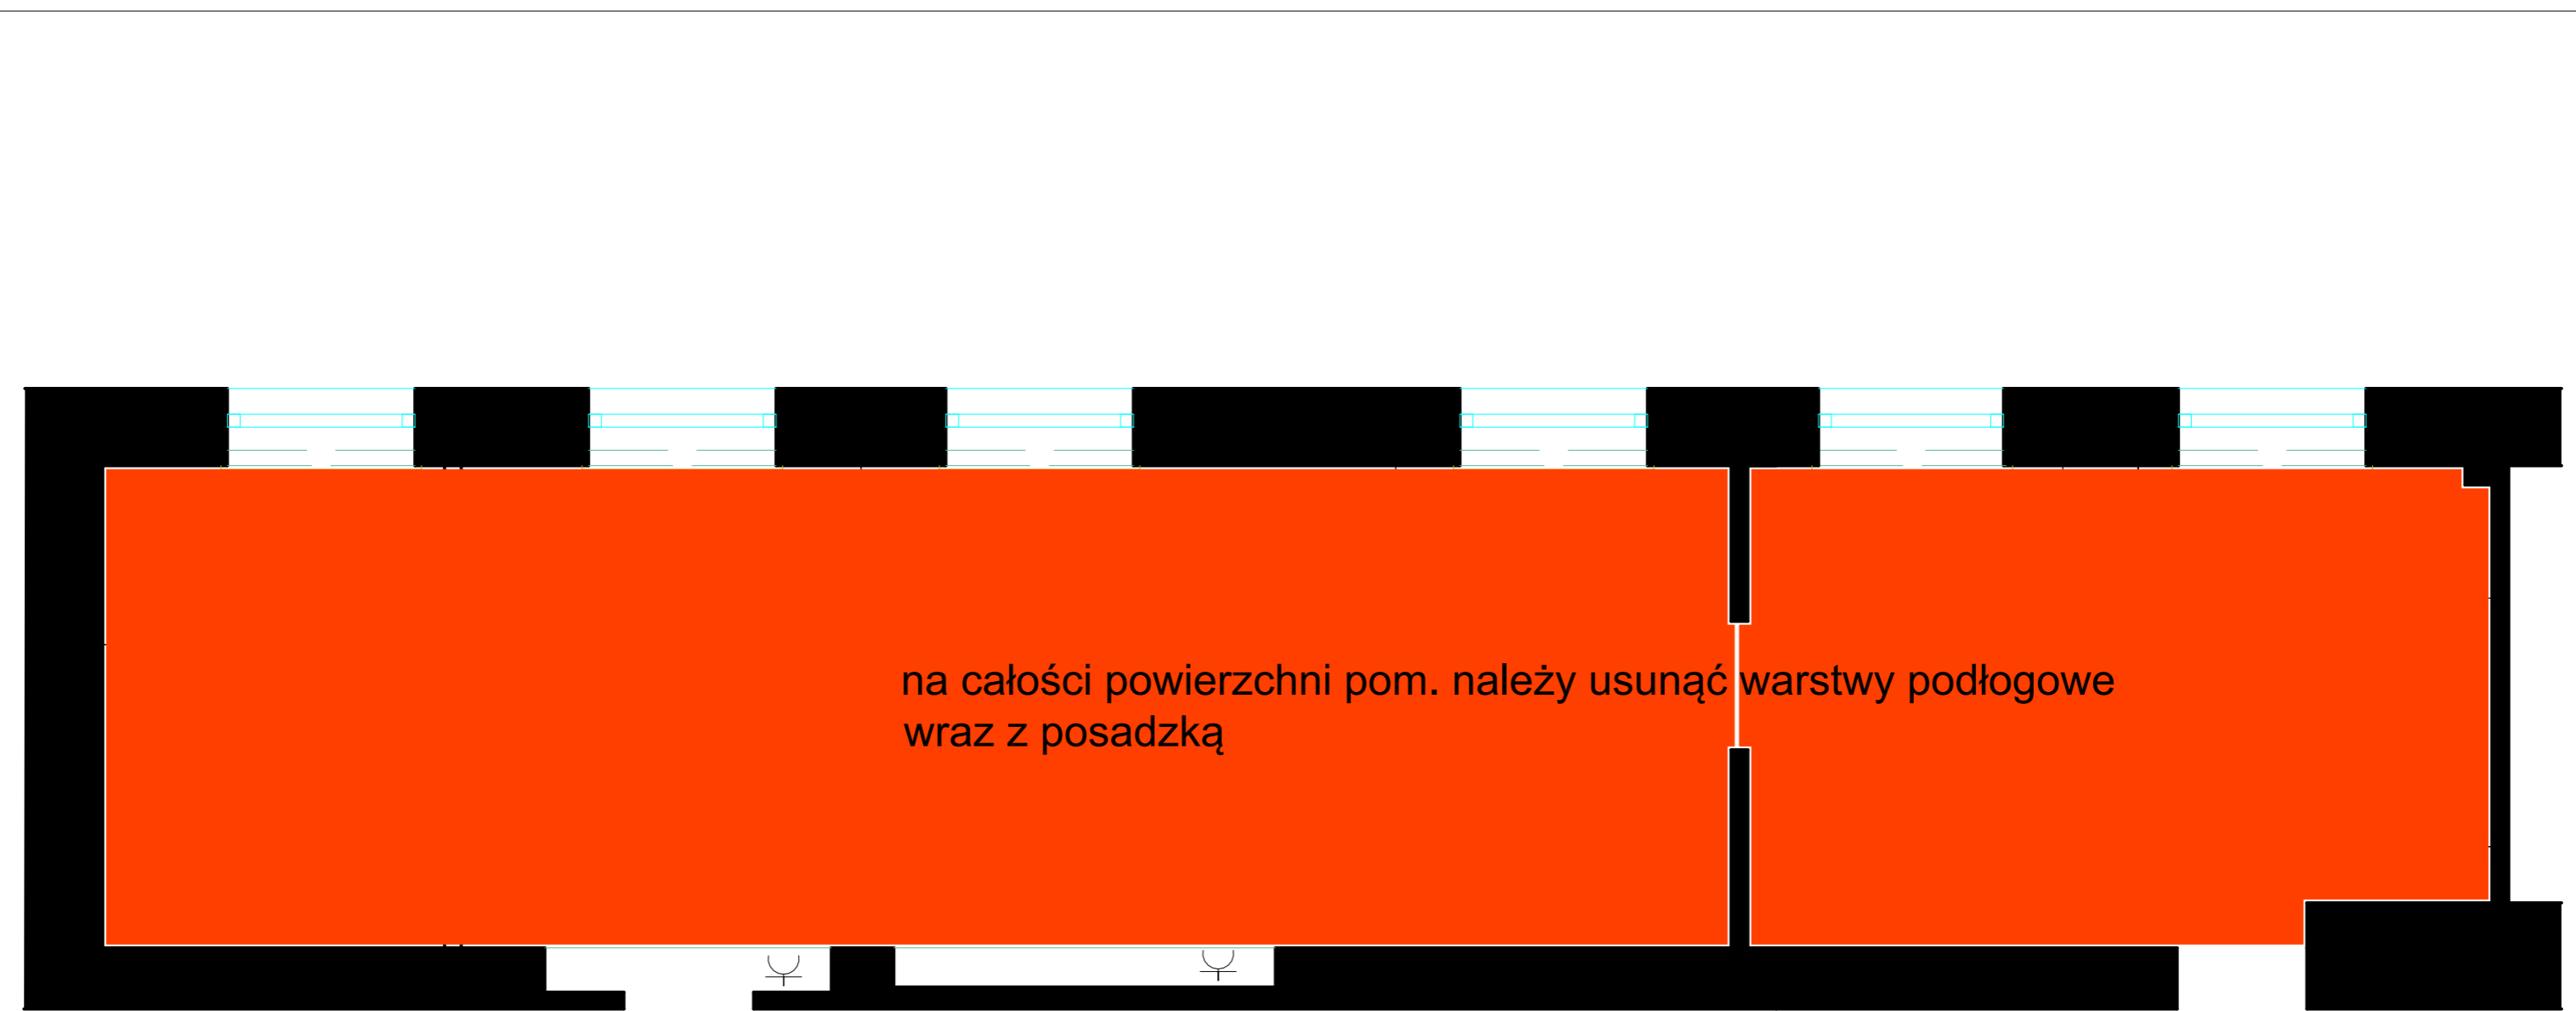 na całości powierzchni pom. należy usunąć warstwy podłogowe
wraz z posadzką